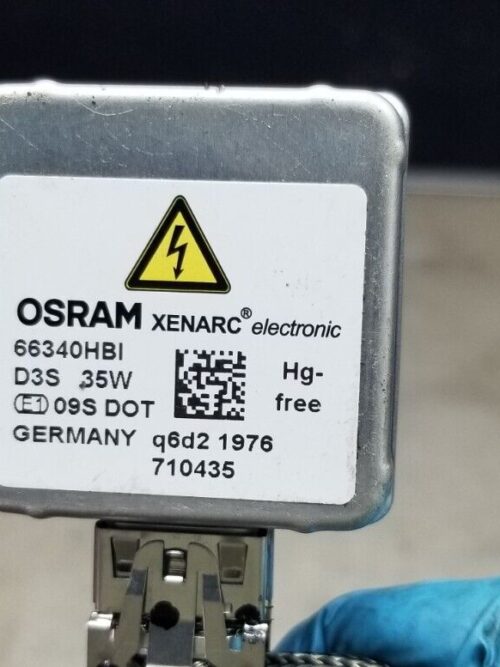 OSRAM XENARC® electronic
66340HBI
D3S 35W
Hg-
free
E1 09S DOT
GERMANY q6d2 1976
710435